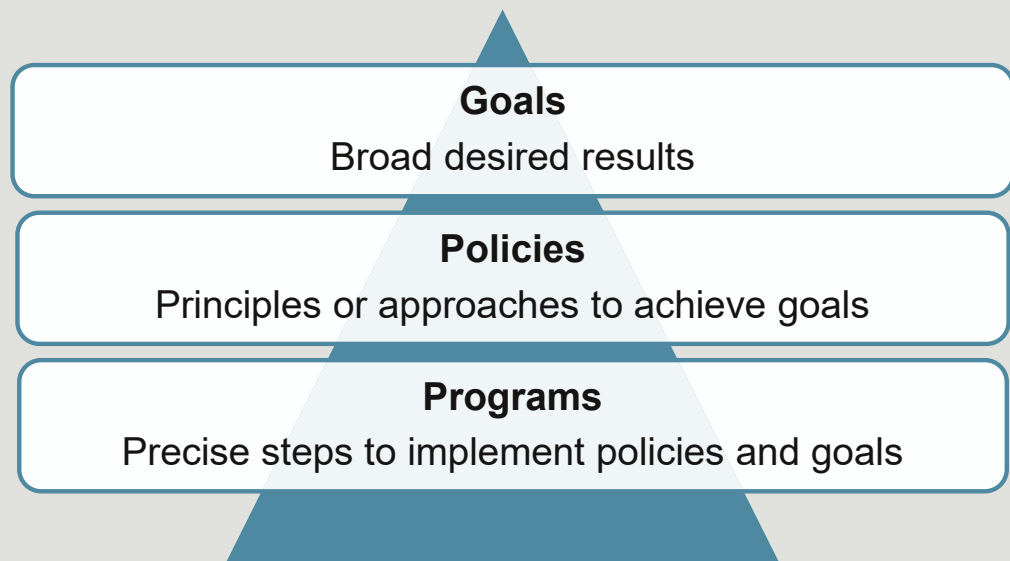 Goals
Broad desired results
Policies
Principles or approaches to achieve goals
Programs
Precise steps to implement policies and goals